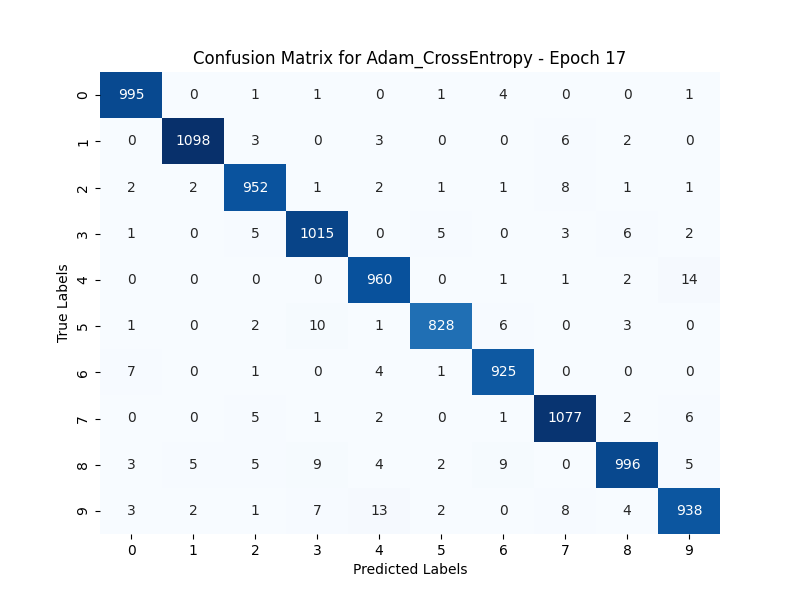 Confusion Matrix for Adam_CrossEntropy - Epoch 17
0 995 0 1 1 0 1 4 0 0 1
1 0 1098 3 0 3 0 0 6 2 0
2 2 2 952 1 2 1 1 8 1 1
3 1 0 5 1015 0 5 0 3 6 2
4 0 0 0 0 960 0 1 1 2 14
5 1 0 2 10 1 828 6 0 3 0
6 7 0 1 0 4 1 925 0 0 0
7 0 0 5 1 2 0 1 1077 2 6
8 3 5 5 9 4 2 9 0 996 5
9 3 2 1 7 13 2 0 8 4 938
True Labels
0 1 2 3 4 5 6 7 8 9
Predicted Labels